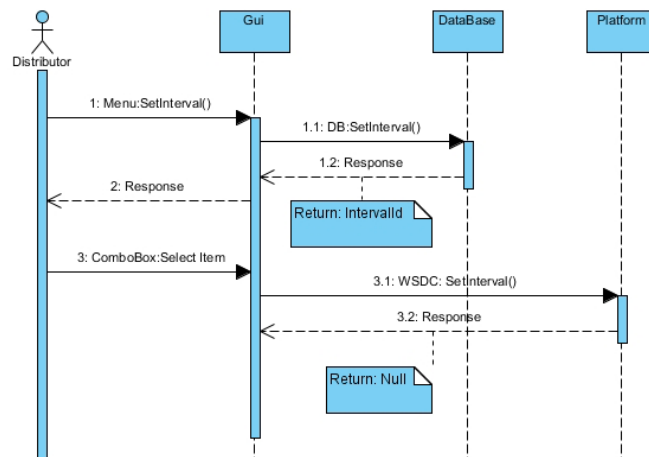 Gui
DataBase
Platform
Distributor
1: Menu:SetInterval()
1.1: DB:SetInterval()
1.2: Response
2: Response
Return: IntervalId
3: ComboBox:Select Item
3.1: WSDC: SetInterval()
3.2: Response
Return: Null